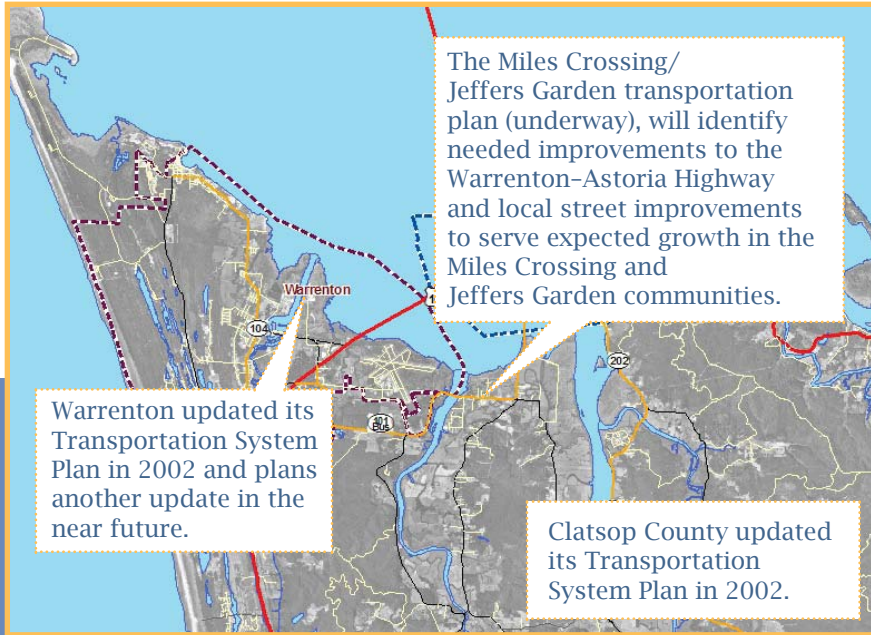 The Miles Crossing/
Jeffers Garden transportation
plan (underway), will identify
needed improvements to the
Warrenton–Astoria Highway
and local street improvements
to serve expected growth in the
Miles Crossing and
Jeffers Garden communities.
Warrenton
104
202
101
Bus
Warrenton updated its
Transportation System
Plan in 2002 and plans
another update in the
near future.
Clatsop County updated
its Transportation
System Plan in 2002.